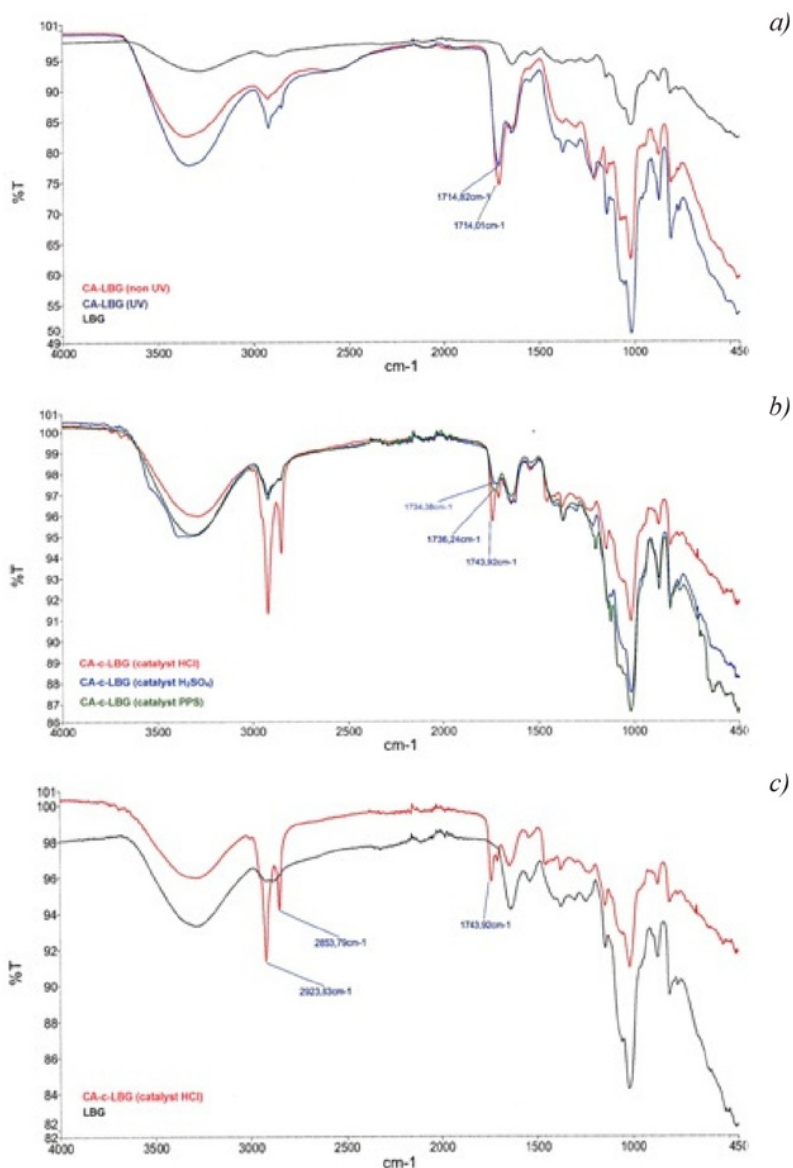 a)
101
95
90
85
80
75
70
65
60
55
50
49
%T
1714,82cm-1
1714,01cm-1
CA-LBG (non UV)
CA-LBG (UV)
LBG
4000
3500
3000
2500
2000
1500
1000
450
cm-1
b)
101
100
99
98
97
96
95
94
93
92
91
90
89
88
87
86
%T
1734,38cm-1
1736,24cm-1
1743,92cm-1
CA-c-LBG (catalyst HCl)
CA-c-LBG (catalyst H₂SO₄)
CA-c-LBG (catalyst PPS)
4000
3500
3000
2500
2000
1500
1000
450
cm-1
c)
101
100
98
96
94
92
90
88
86
84
82
82
%T
1743,92cm-1
2853,79cm-1
2923,83cm-1
CA-c-LBG (catalyst HCl)
LBG
4000
3500
3000
2500
2000
1500
1000
450
cm-1